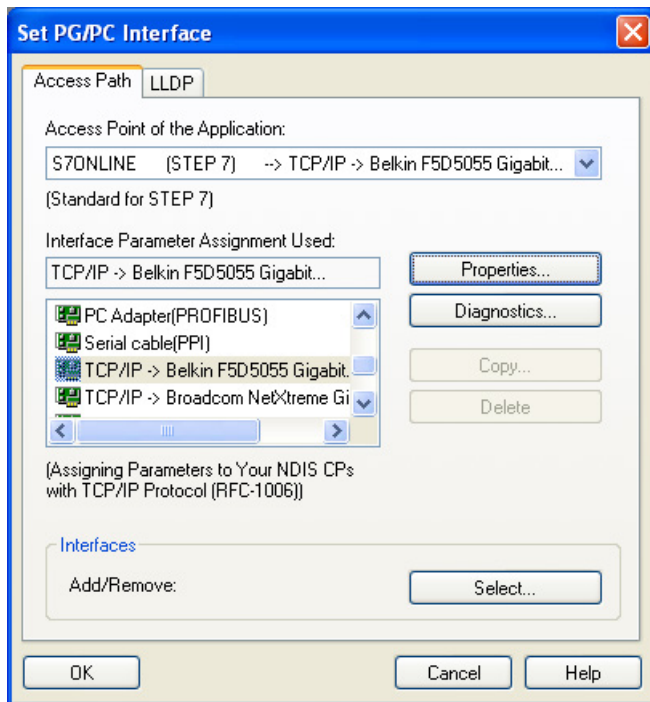 Set PG/PC Interface
Access Path LLDP
Access Point of the Application:
S7ONLINE (STEP 7) --> TCP/IP -> Belkin F5D5055 Gigabit...
(Standard for STEP 7)
Interface Parameter Assignment Used:
TCP/IP -> Belkin F5D5055 Gigabit...
Properties...
PC Adapter(PROFIBUS)
Diagnostics...
Serial cable(PPI)
TCP/IP -> Belkin F5D5055 Gigabit.
Copy...
TCP/IP -> Broadcom NetXtreme Gi
Delete
(Assigning Parameters to Your NDIS CPs
with TCP/IP Protocol (RFC-1006))
Interfaces
Add/Remove:
Select...
OK
Cancel
Help